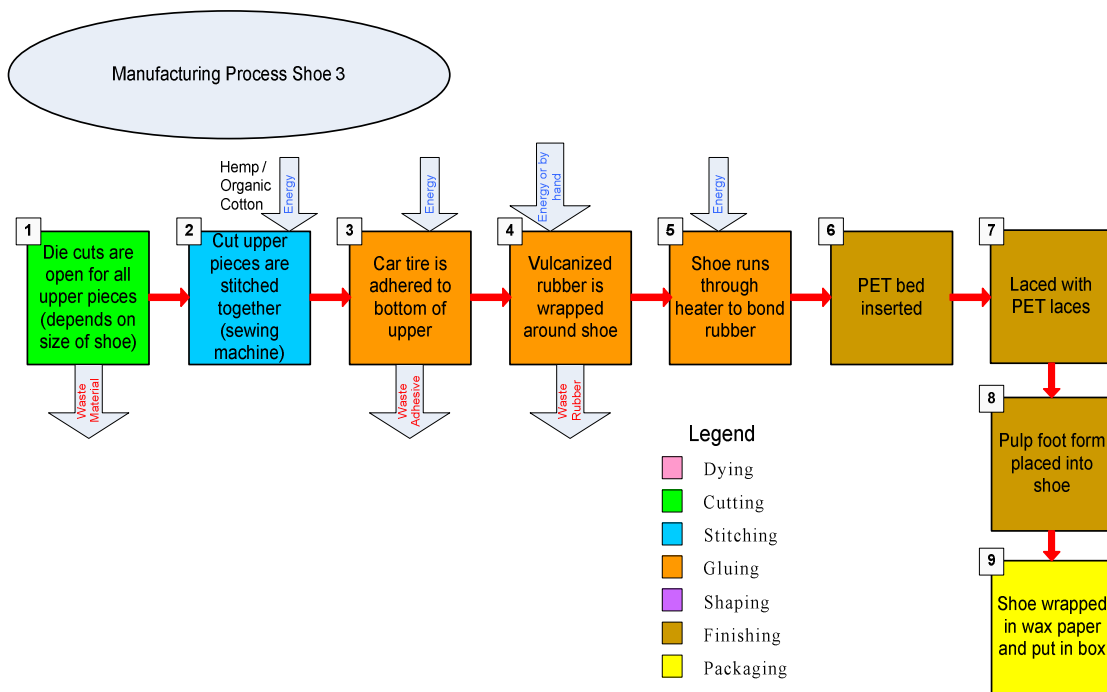 Manufacturing Process Shoe 3
Hemp /
Organic
Cotton
Energy
Energy
Energy or by
hand
Energy
1
Die cuts are
open for all
upper pieces
(depends on
size of shoe)
2
Cut upper
pieces are
stitched
together
(sewing
machine)
3
Car tire is
adhered to
bottom of
upper
4
Vulcanized
rubber is
wrapped
around shoe
5
Shoe runs
through
heater to bond
rubber
6
PET bed
inserted
7
Laced with
PET laces
Waste
Material
Waste
Adhesive
Waste
Rubber
8
Pulp foot form
placed into
shoe
9
Shoe wrapped
in wax paper
and put in box
Legend
Dying
Cutting
Stitching
Gluing
Shaping
Finishing
Packaging